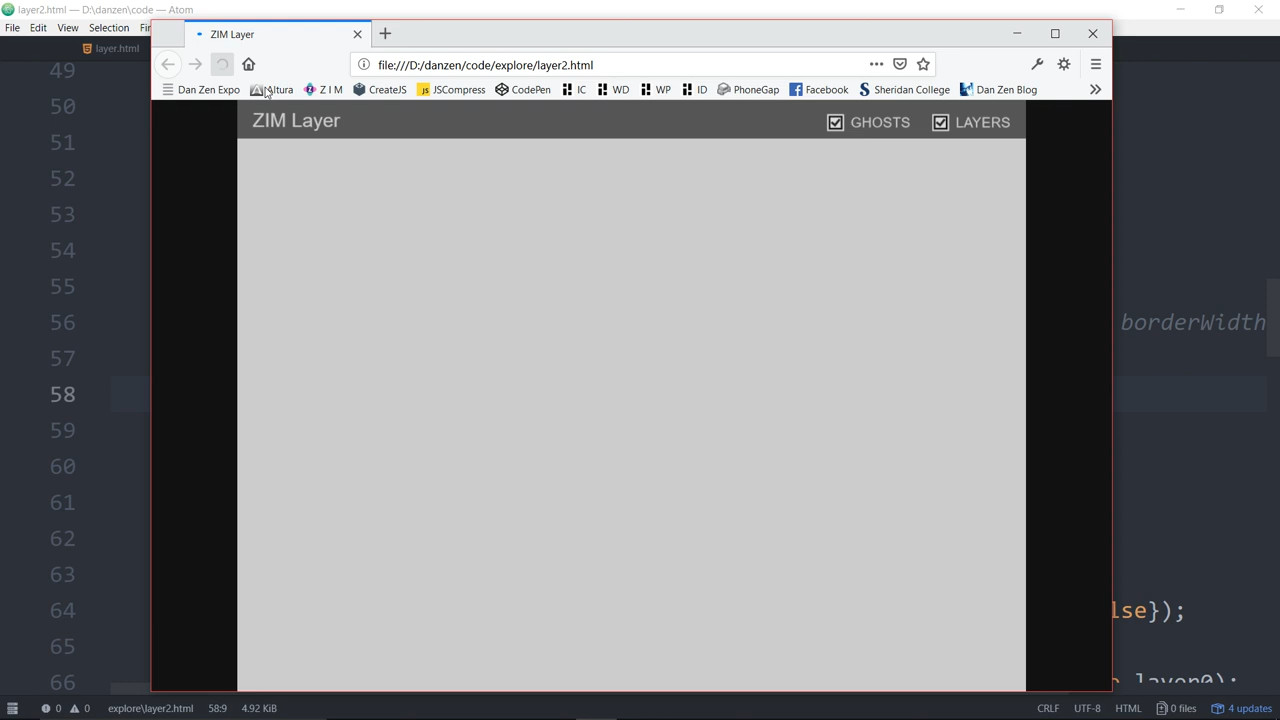 layer2.html — D:\danzen\code — Atom
File Edit View Selection
layer.html
ZIM Layer
file:///D:/danzen/code/explore/layer2.html
Dan Zen Expo Altura Z I M CreateJS JSCompress CodePen IC WD WP ID PhoneGap Facebook Sheridan College Dan Zen Blog
ZIM Layer GHOSTS LAYERS
49
50
51
52
53
54
55
56 borderWidth
57
58
59
60
61
62
63
64 lse});
65
66 layer0);
0 0 explore\layer2.html 58:9 4.92 KiB CRLF UTF-8 HTML 0 files 4 updates